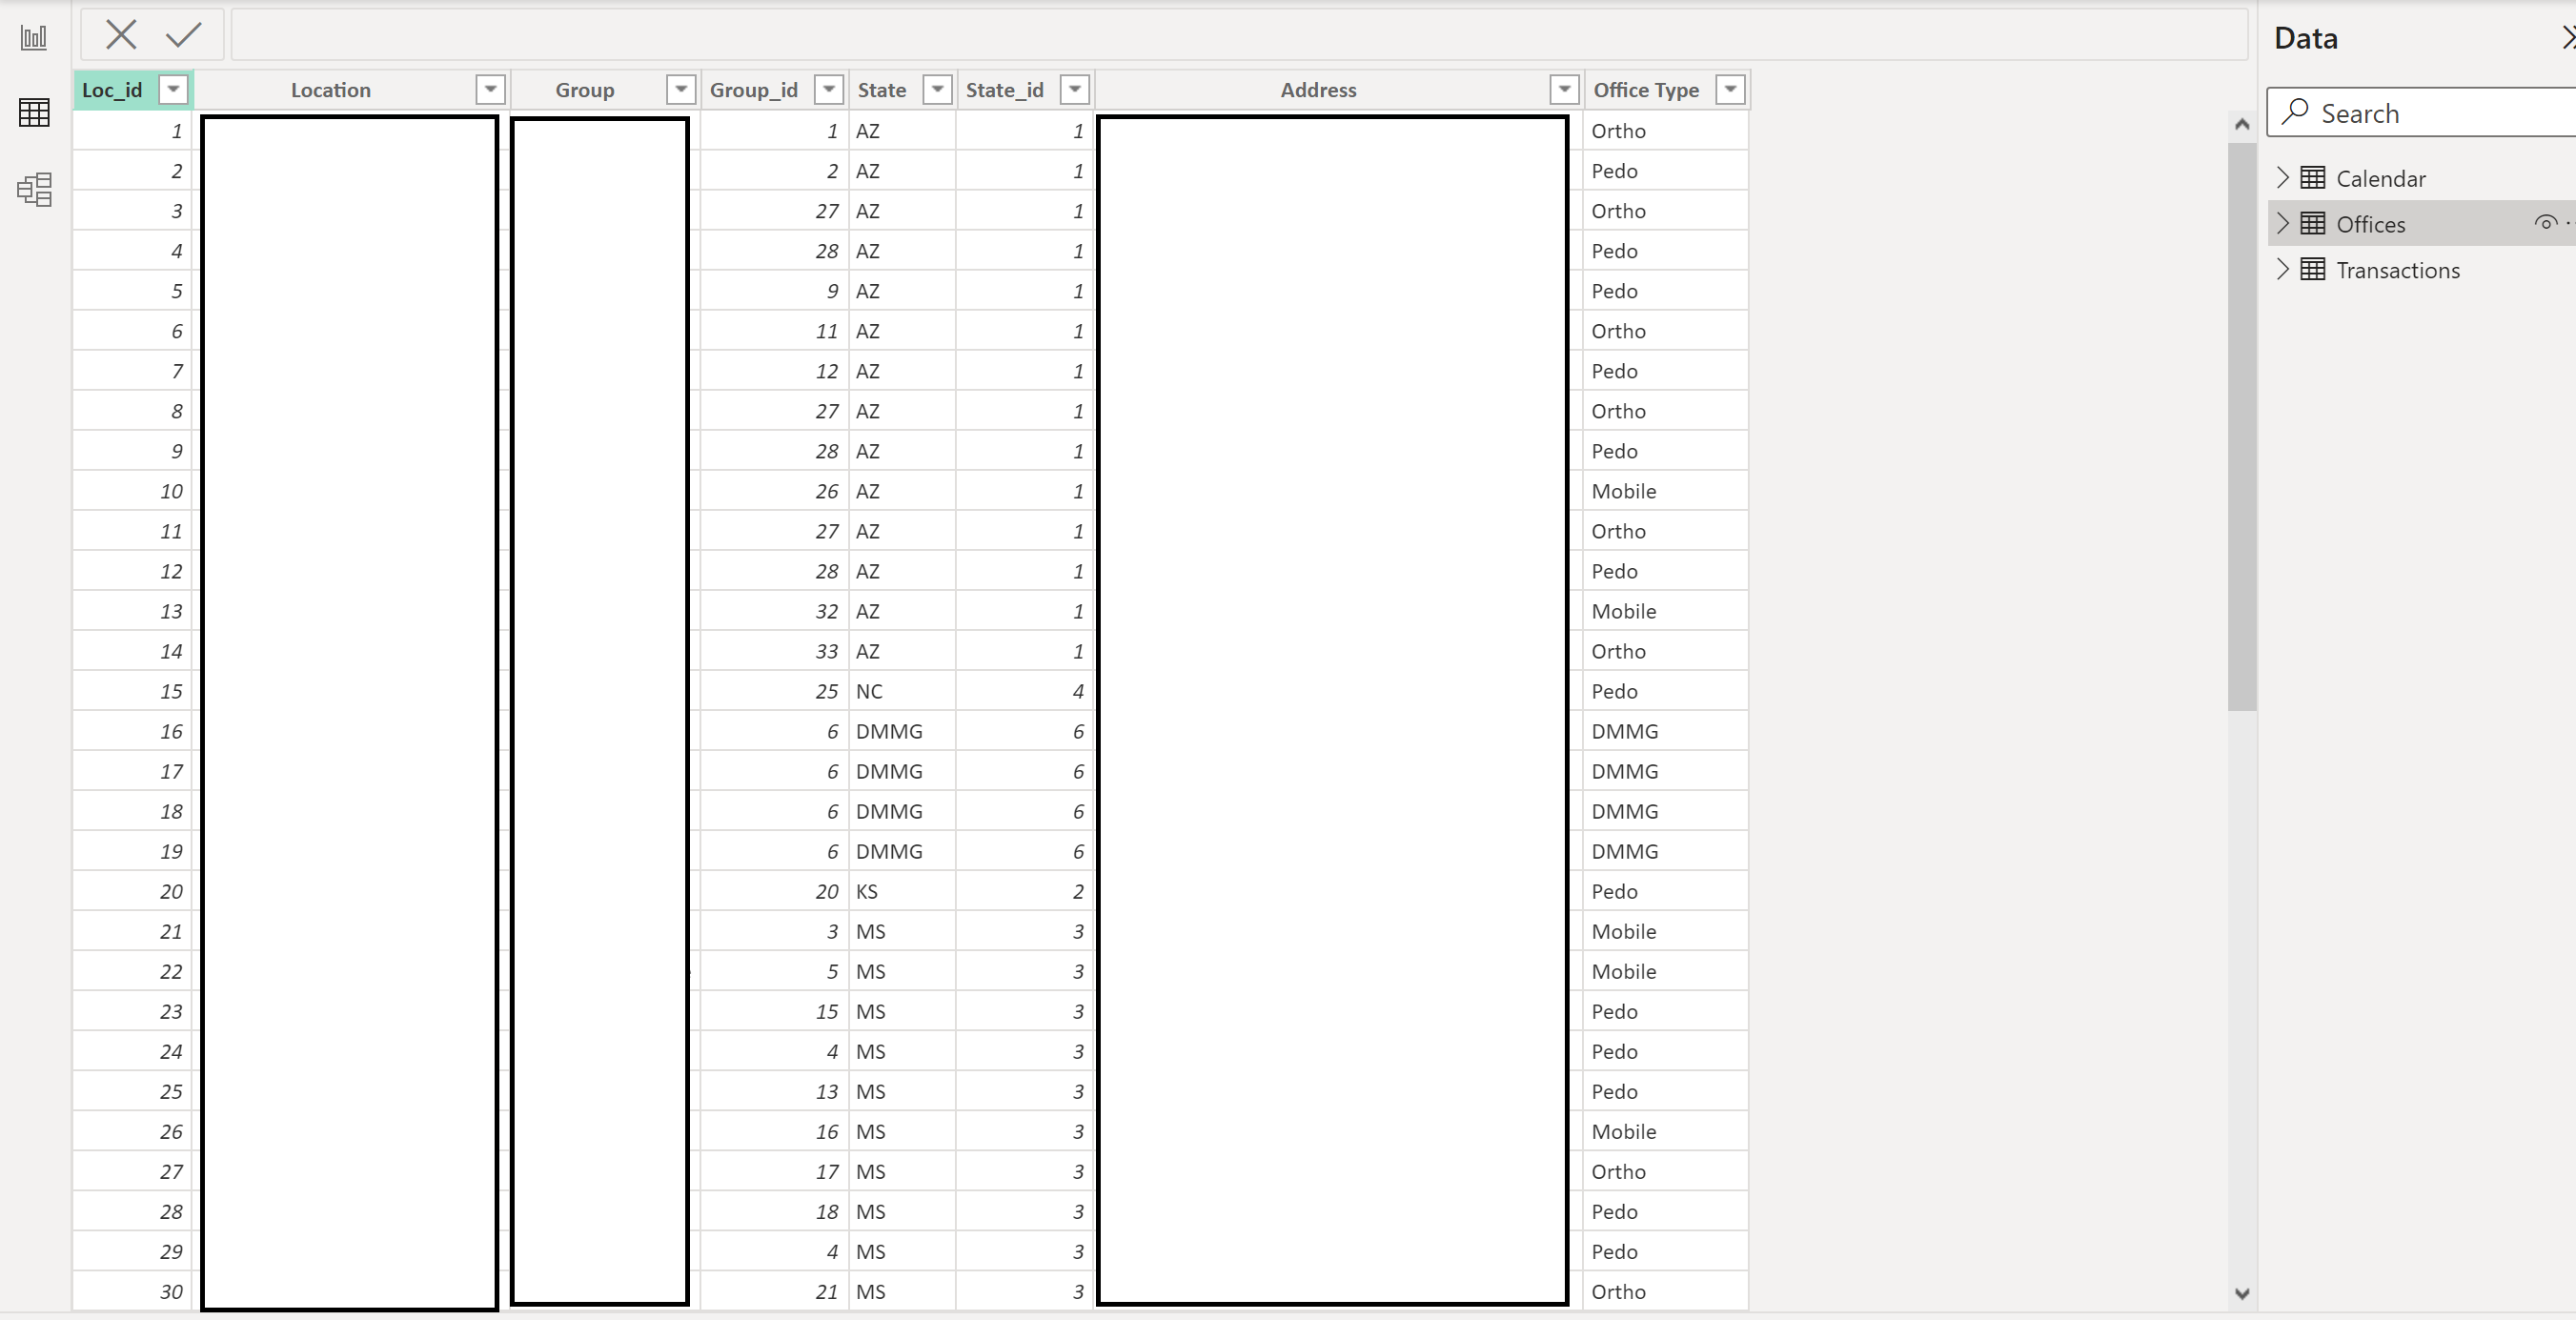 Data
Loc_id Location Group Group_id State State_id Address Office Type
Search
Calendar
Offices
Transactions
1 1 AZ 1 Ortho
2 2 AZ 1 Pedo
3 27 AZ 1 Ortho
4 28 AZ 1 Pedo
5 9 AZ 1 Pedo
6 11 AZ 1 Ortho
7 12 AZ 1 Pedo
8 27 AZ 1 Ortho
9 28 AZ 1 Pedo
10 26 AZ 1 Mobile
11 27 AZ 1 Ortho
12 28 AZ 1 Pedo
13 32 AZ 1 Mobile
14 33 AZ 1 Ortho
15 25 NC 4 Pedo
16 6 DMMG 6 DMMG
17 6 DMMG 6 DMMG
18 6 DMMG 6 DMMG
19 6 DMMG 6 DMMG
20 20 KS 2 Pedo
21 3 MS 3 Mobile
22 5 MS 3 Mobile
23 15 MS 3 Pedo
24 4 MS 3 Pedo
25 13 MS 3 Pedo
26 16 MS 3 Mobile
27 17 MS 3 Ortho
28 18 MS 3 Pedo
29 4 MS 3 Pedo
30 21 MS 3 Ortho